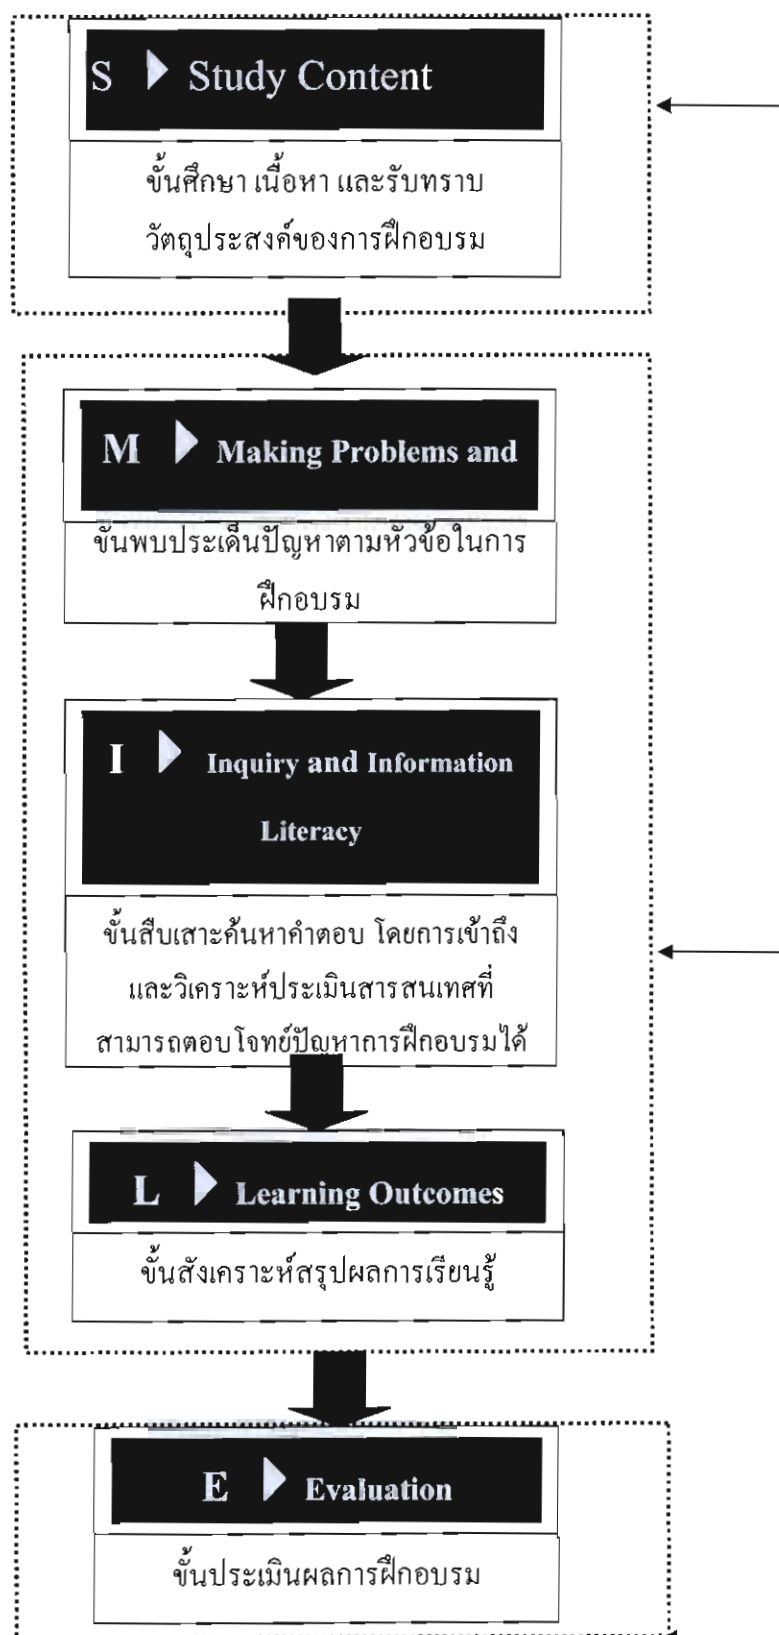 S Study Content
ขั้นศึกษา เนื้อหา และรับทราบ
วัตถุประสงค์ของการฝึกอบรม
M Making Problems and
ขั้นพบประเด็นปัญหาตามหัวข้อในการ
ฝึกอบรม
I Inquiry and Information
Literacy
ขั้นสืบเสาะค้นหาคำตอบ โดยการเข้าถึง
และวิเคราะห์ประเมินสารสนเทศที่
สามารถตอบโจทย์ปัญหาการฝึกอบรมได้
L Learning Outcomes
ขั้นสังเคราะห์สรุปผลการเรียนรู้
E Evaluation
ขั้นประเมินผลการฝึกอบรม